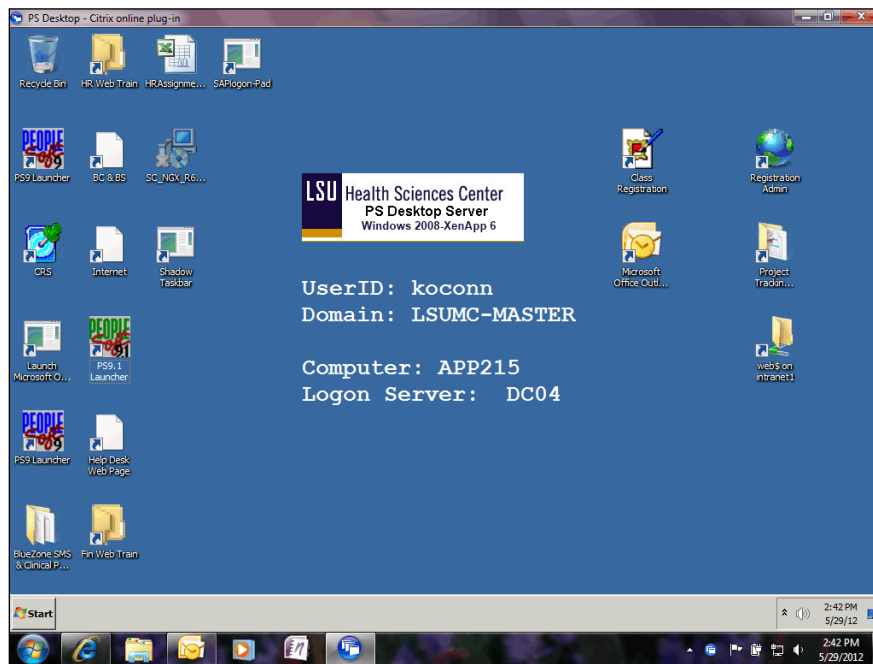 PS Desktop - Citrix online plug-in
Recycle Bin
HR Web Train
HRAssignme...
SAPlogon-Pad
PEOPLE
Soft9
PS9 Launcher
BC & BS
SC_NGX_R6...
Class
Registration
Registration
Admin
LSU Health Sciences Center
PS Desktop Server
Windows 2008-XenApp 6
CRS
Internet
Shadow
Taskbar
Microsoft
Office Outl...
Project
Trackin...
UserID: koconn
Domain: LSUMC-MASTER
Computer: APP215
Logon Server: DC04
Launch
Microsoft O...
PEOPLE
PS9.1
Launcher
web$ on
intranet1
PEOPLE
PS9 Launcher
Help Desk
Web Page
BlueZone SMS
& Clinical P...
Fin Web Train
Start
2:42 PM
5/29/12
2:42 PM
5/29/2012